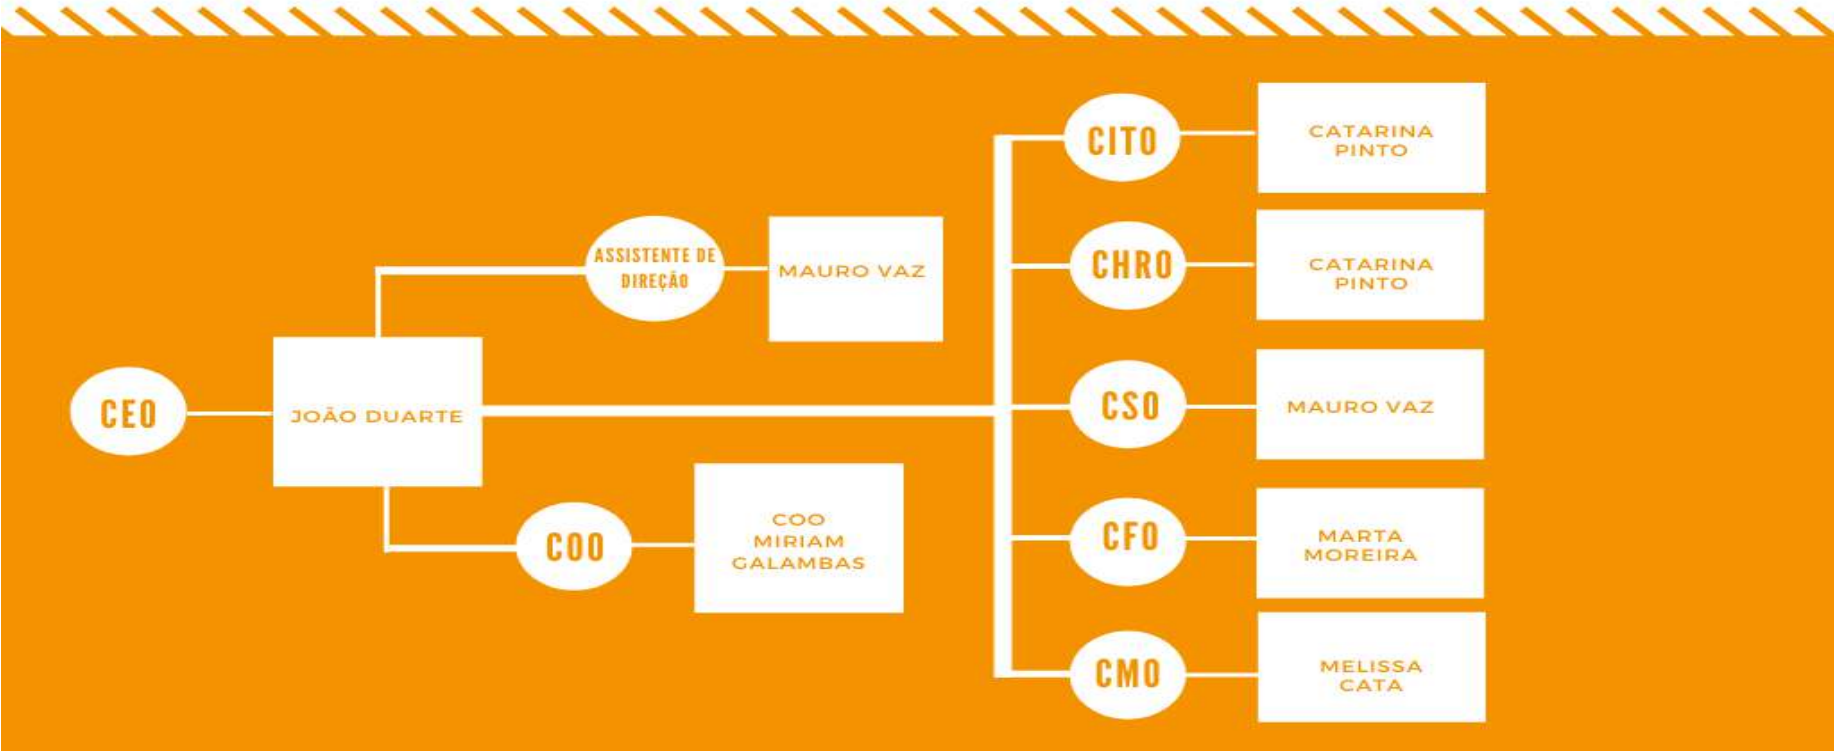 CEO
JOÃO DUARTE
ASSISTENTE DE
DIREÇÃO
MAURO VAZ
COO
COO
MIRIAM
GALAMBAS
CITO
CATARINA
PINTO
CHRO
CATARINA
PINTO
CSO
MAURO VAZ
CFO
MARTA
MOREIRA
CMO
MELISSA
CATA